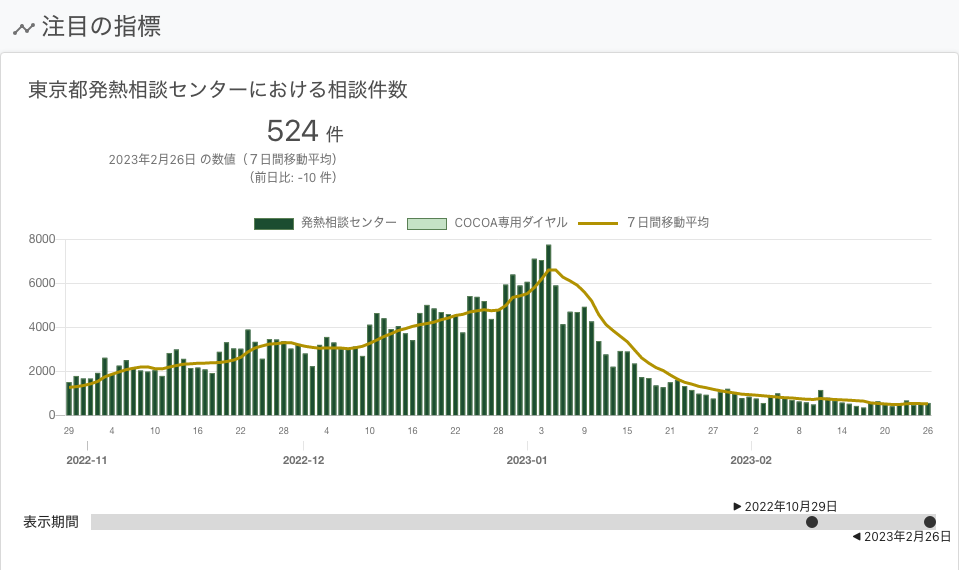 注目の指標
東京都発熱相談センターにおける相談件数
524 件
2023年2月26日 の数値（７日間移動平均）
（前日比: -10 件）
発熱相談センター COCOA専用ダイヤル ７日間移動平均
8000
6000
4000
2000
0
29 4 10 16 22 28 4 10 16 22 28 3 9 15 21 27 2 8 14 20 26
2022-11 2022-12 2023-01 2023-02
▶ 2022年10月29日
表示期間
◀ 2023年2月26日